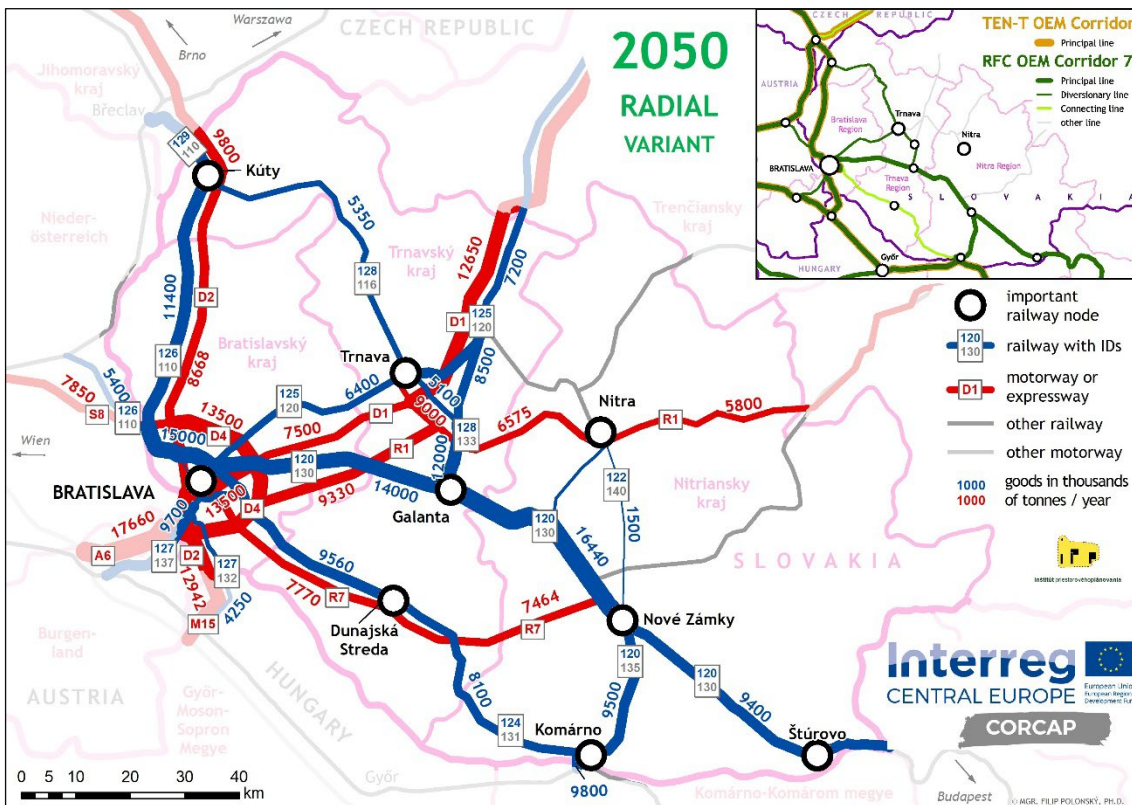 2050
RADIAL
VARIANT
CZECH REPUBLIC
Warszawa
Brno
Jihomoravský
kraj
Břeclav
129
110
9800
Kúty
Nieder-
österreich
5350
128
116
Trnavský
kraj
Trenčiansky
kraj
12650
7200
D1
125
120
11400
D2
8668
Bratislavský
kraj
126
110
Trnava
5100
8500
6400
125
120
7850
S8
5400
126
110
13500
D4
15000
7500
D1
9000
R1
128
133
6575
Nitra
R1
5800
Wien
BRATISLAVA
120
130
14000
12000
Galanta
9330
D4
13500
9700
17660
A6
127
137
D2
127
132
12942
M15
4250
122
140
1500
Nitriansky
kraj
120
130
16440
SLOVAKIA
9560
7770
R7
Dunajská
Streda
7464
R7
Nové Zámky
120
135
9500
120
130
9400
8100
124
131
Komárno
9800
Štúrovo
Burgen-
land
AUSTRIA
Győr-
Moson-
Sopron
Megye
HUNGARY
Győr
Komárno-Komárom megye
Budapest
0 5 10 20 30 40
km
TEN-T OEM Corridor
Principal line
RFC OEM Corridor 7
Principal line
Diversionary line
Connecting line
other line
CZECH REPUBLIC
AUSTRIA
Bratislava
Region
Trnava
Nitra
BRATISLAVA
Trnava
Region
Nitra Region
SLOVAKIA
HUNGARY
Győr
important
railway node
120
130
railway with IDs
D1
motorway or
expressway
other railway
other motorway
1000
1000
goods in thousands
of tonnes / year
inštitút priestorového plánovania
Interreg
CENTRAL EUROPE
European Union
European Regional
Development Fund
CORCAP
© MGR. FILIP POLONSKÝ, PH.D.